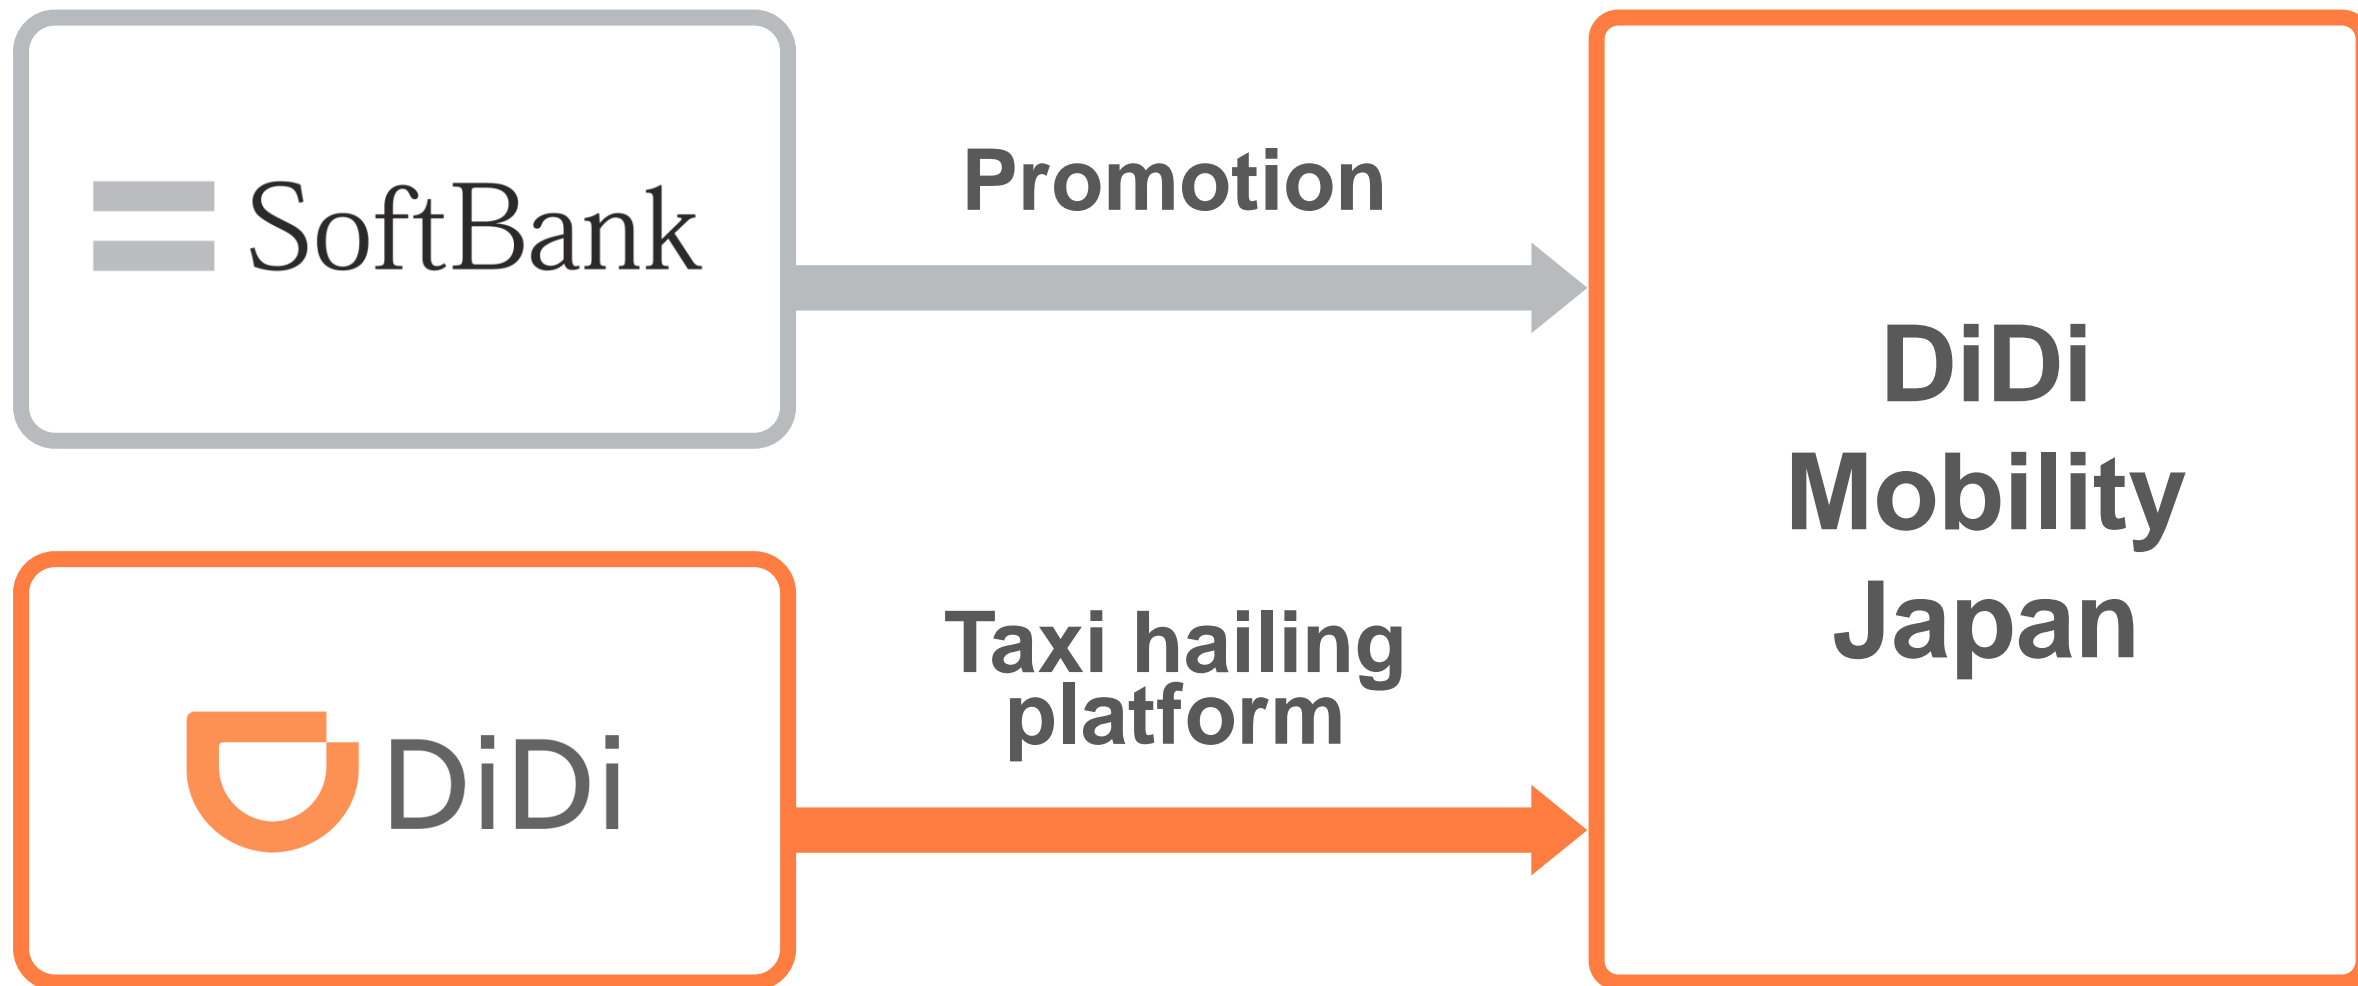 SoftBank
Promotion
DiDi
Mobility
Japan
Taxi hailing
platform
DiDi